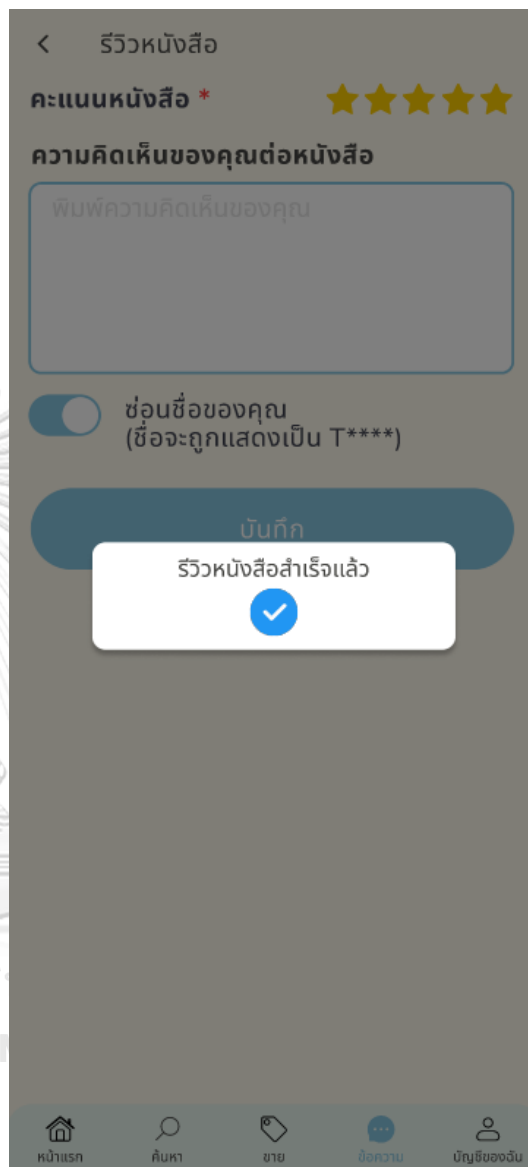 รีวิวหนังสือ
คะแนนหนังสือ *
ความคิดเห็นของคุณต่อหนังสือ
พิมพ์ความคิดเห็นของคุณ
ซ่อนชื่อของคุณ
(ชื่อจะถูกแสดงเป็น T****)
บันทึก
รีวิวหนังสือสำเร็จแล้ว
หน้าแรก ค้นหา ขาย ข้อความ บัญชีของฉัน